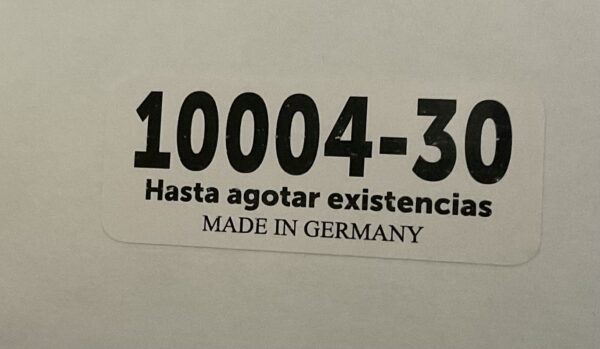 10004-30
Hasta agotar existencias
MADE IN GERMANY